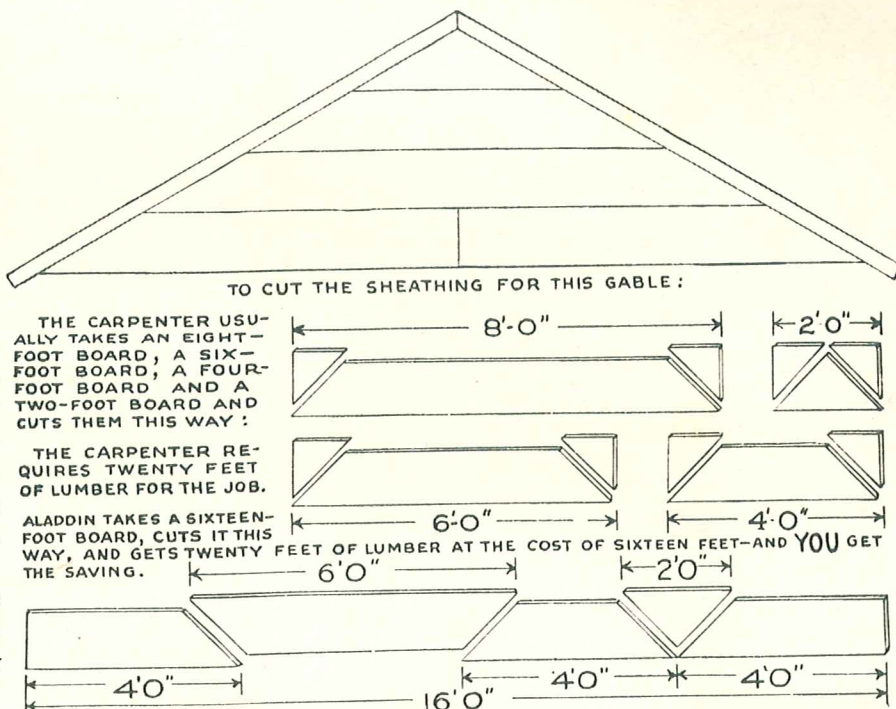 TO CUT THE SHEATHING FOR THIS GABLE:
THE CARPENTER USU-
ALLY TAKES AN EIGHT-
FOOT BOARD, A SIX-
FOOT BOARD, A FOUR-
FOOT BOARD AND A
TWO-FOOT BOARD AND
CUTS THEM THIS WAY:
8'-0"
2'0"
THE CARPENTER RE-
QUIRES TWENTY FEET
OF LUMBER FOR THE JOB.
6'-0"
4'-0"
ALADDIN TAKES A SIXTEEN-
FOOT BOARD, CUTS IT THIS
WAY, AND GETS TWENTY FEET OF LUMBER AT THE COST OF SIXTEEN FEET-AND YOU GET
THE SAVING.
6'0"
2'0"
4'0"
4'0"
4'0"
16'0"